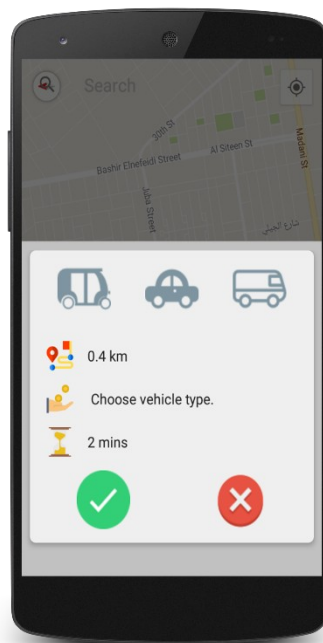 Search
30th St
Bashir Elnefeidi Street
Al Siteen St
Madani St
Juba Street
0.4 km
Choose vehicle type.
2 mins